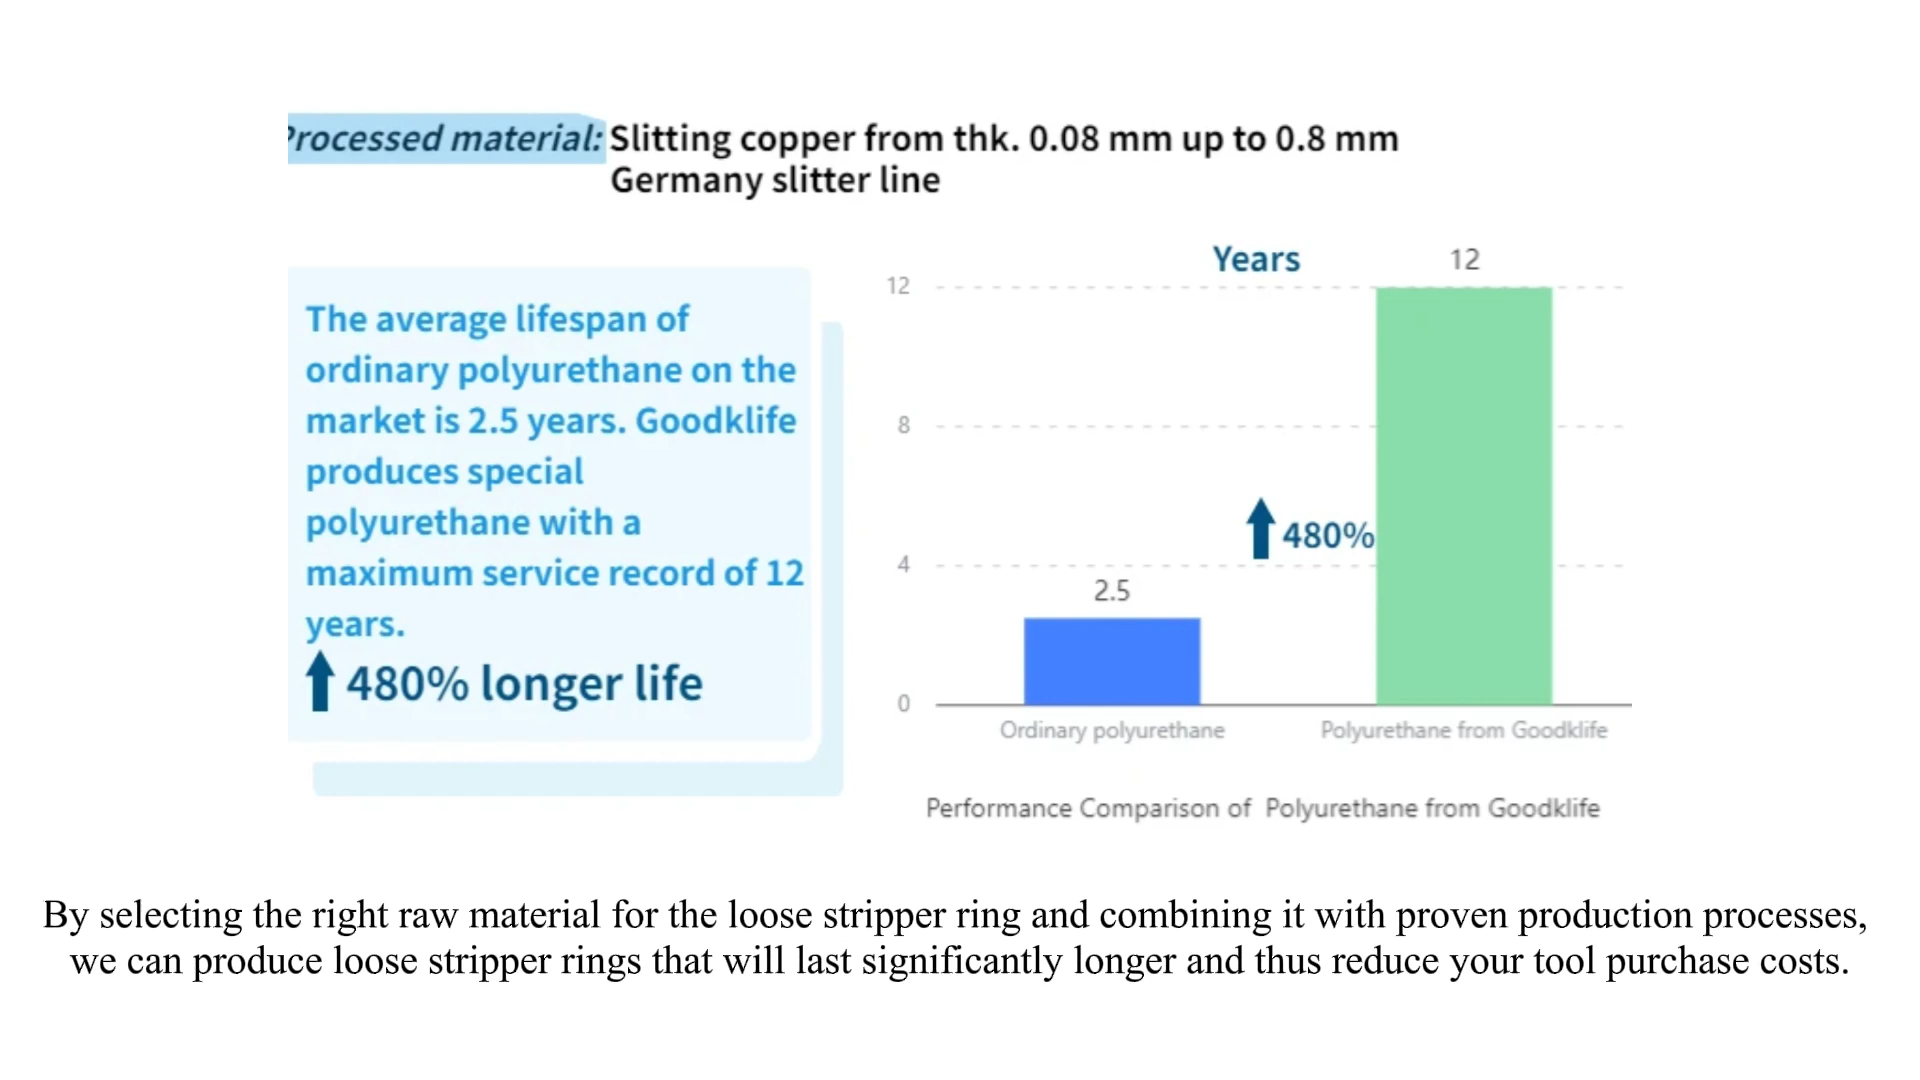 Processed material: Slitting copper from thk. 0.08 mm up to 0.8 mm
Germany slitter line
The average lifespan of
ordinary polyurethane on the
market is 2.5 years. Goodklife
produces special
polyurethane with a
maximum service record of 12
years.
480% longer life
Years
12
12
8
480%
4
2.5
0
Ordinary polyurethane
Polyurethane from Goodklife
Performance Comparison of Polyurethane from Goodklife
By selecting the right raw material for the loose stripper ring and combining it with proven production processes,
we can produce loose stripper rings that will last significantly longer and thus reduce your tool purchase costs.